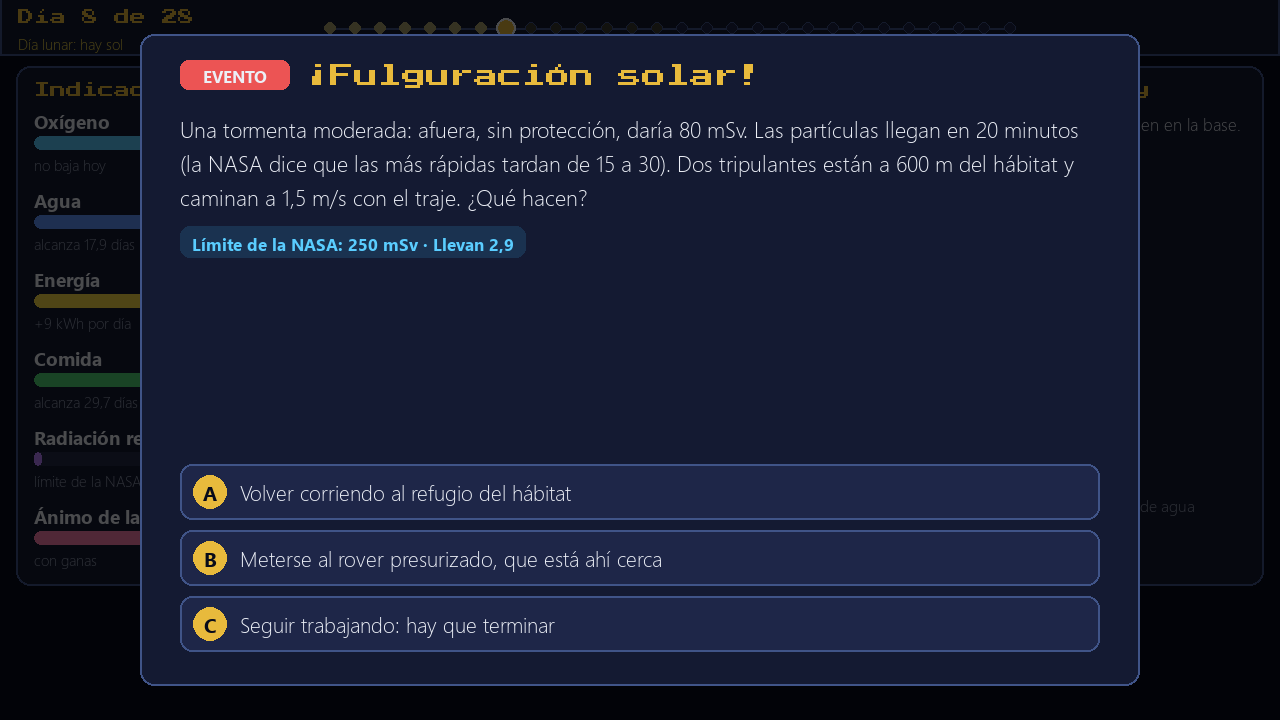 Día 8 de 28
Dia lunar: hay sol
EVENTO
¡Fulguración solar!
Una tormenta moderada: afuera, sin protección, daría 80 mSv. Las partículas llegan en 20 minutos
(la NASA dice que las más rápidas tardan de 15 a 30). Dos tripulantes están a 600 m del hábitat y
caminan a 1,5 m/s con el traje. ¿Qué hacen?
Límite de la NASA: 250 mSv · Llevan 2,9
A Volver corriendo al refugio del hábitat
B Meterse al rover presurizado, que está ahí cerca
C Seguir trabajando: hay que terminar
Oxígeno
no baja hoy
Agua
alcanza 17,9 días
Energía
+9 kWh por día
Comida
alcanza 29,7 días
Radiación
límite de la NASA
Ánimo de la
con ganas
en la base.
de agua